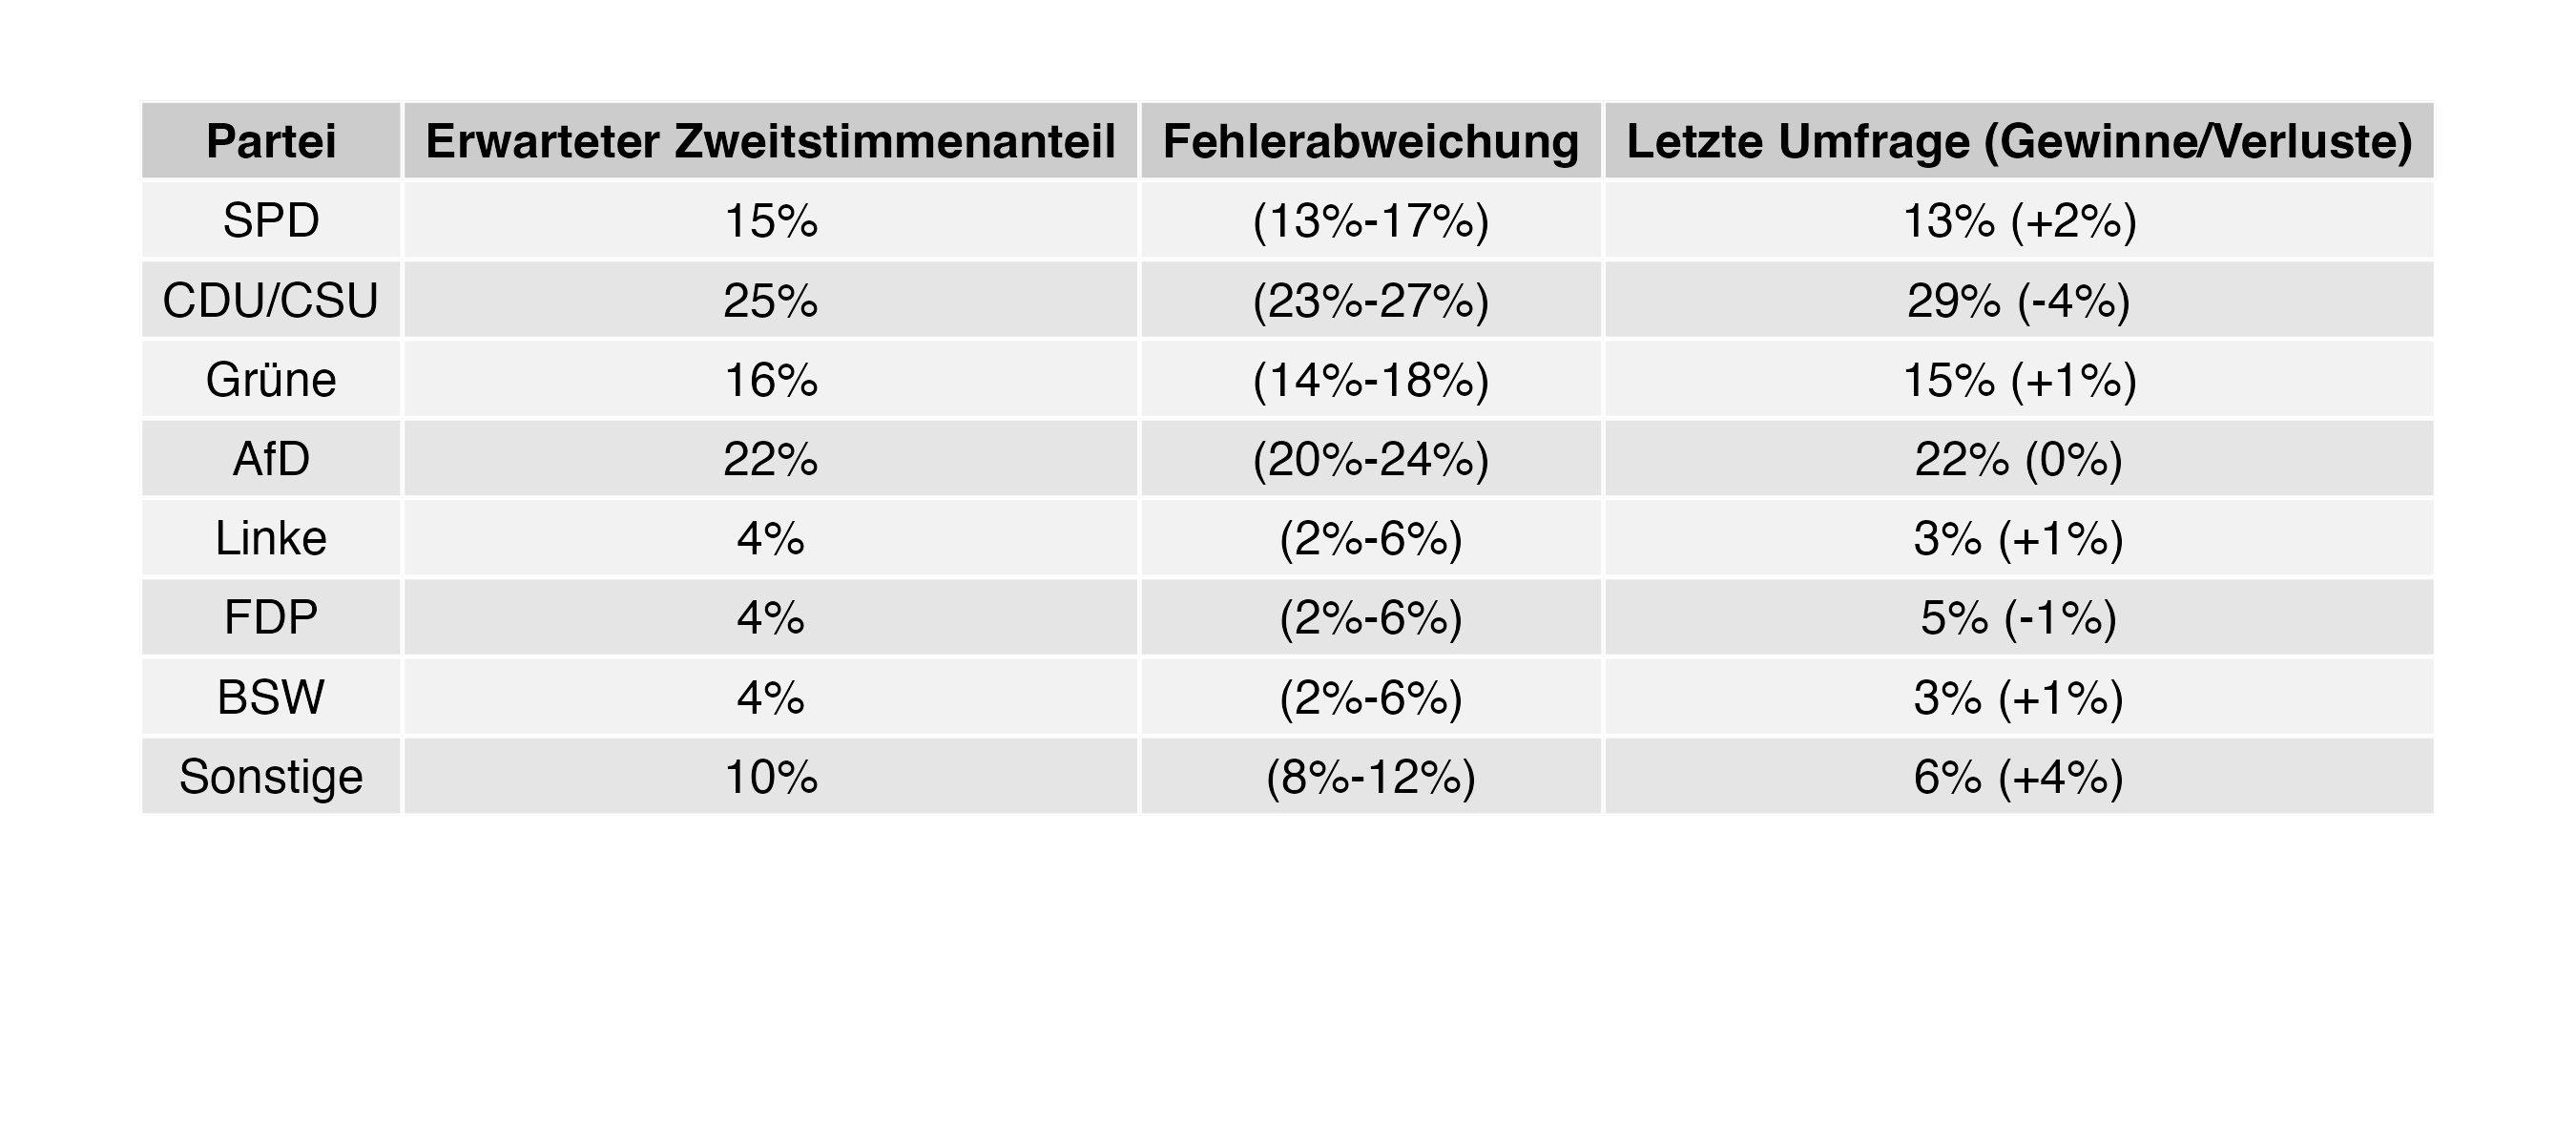 Partei Erwarteter Zweitstimmenanteil Fehlerabweichung Letzte Umfrage (Gewinne/Verluste)
SPD 15% (13%-17%) 13% (+2%)
CDU/CSU 25% (23%-27%) 29% (-4%)
Grüne 16% (14%-18%) 15% (+1%)
AfD 22% (20%-24%) 22% (0%)
Linke 4% (2%-6%) 3% (+1%)
FDP 4% (2%-6%) 5% (-1%)
BSW 4% (2%-6%) 3% (+1%)
Sonstige 10% (8%-12%) 6% (+4%)